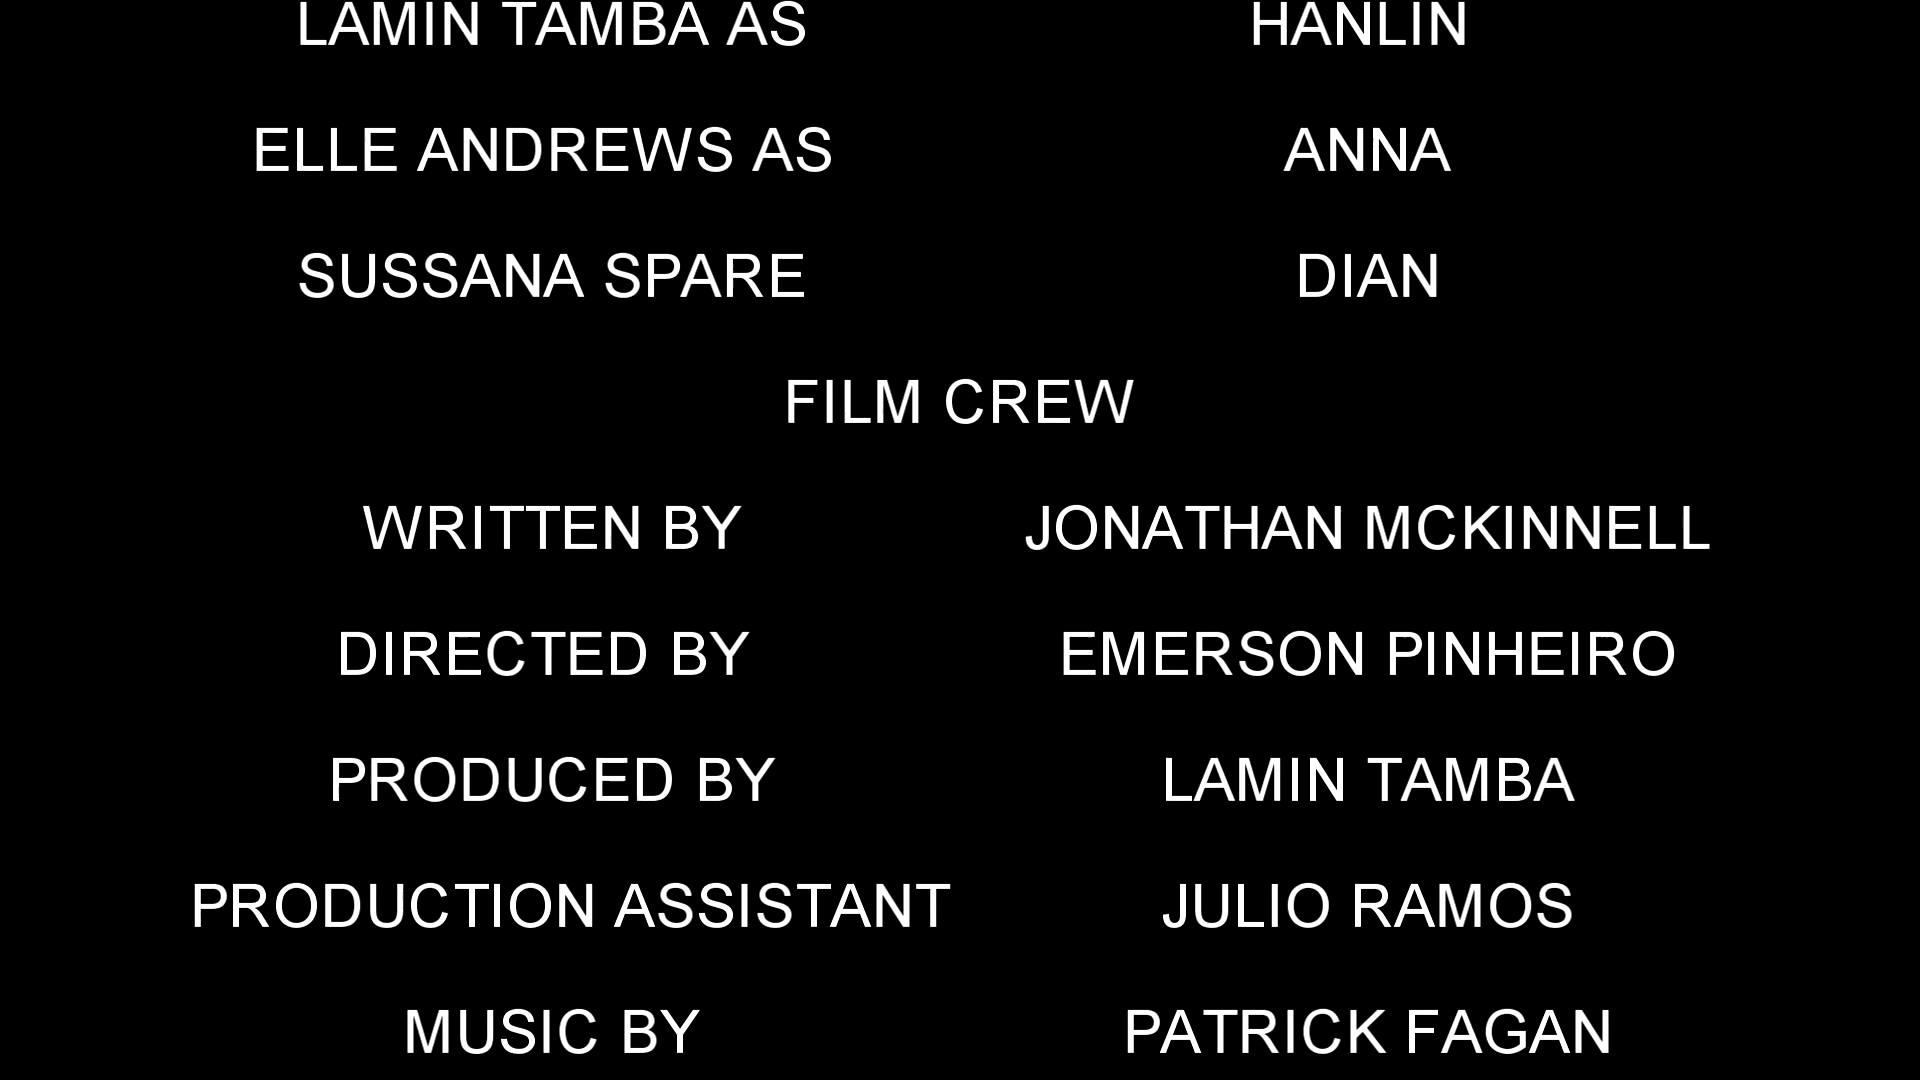 LAMIN TAMBA AS HANLIN
ELLE ANDREWS AS ANNA
SUSSANA SPARE DIAN
FILM CREW
WRITTEN BY JONATHAN MCKINNELL
DIRECTED BY EMERSON PINHEIRO
PRODUCED BY LAMIN TAMBA
PRODUCTION ASSISTANT JULIO RAMOS
MUSIC BY PATRICK FAGAN